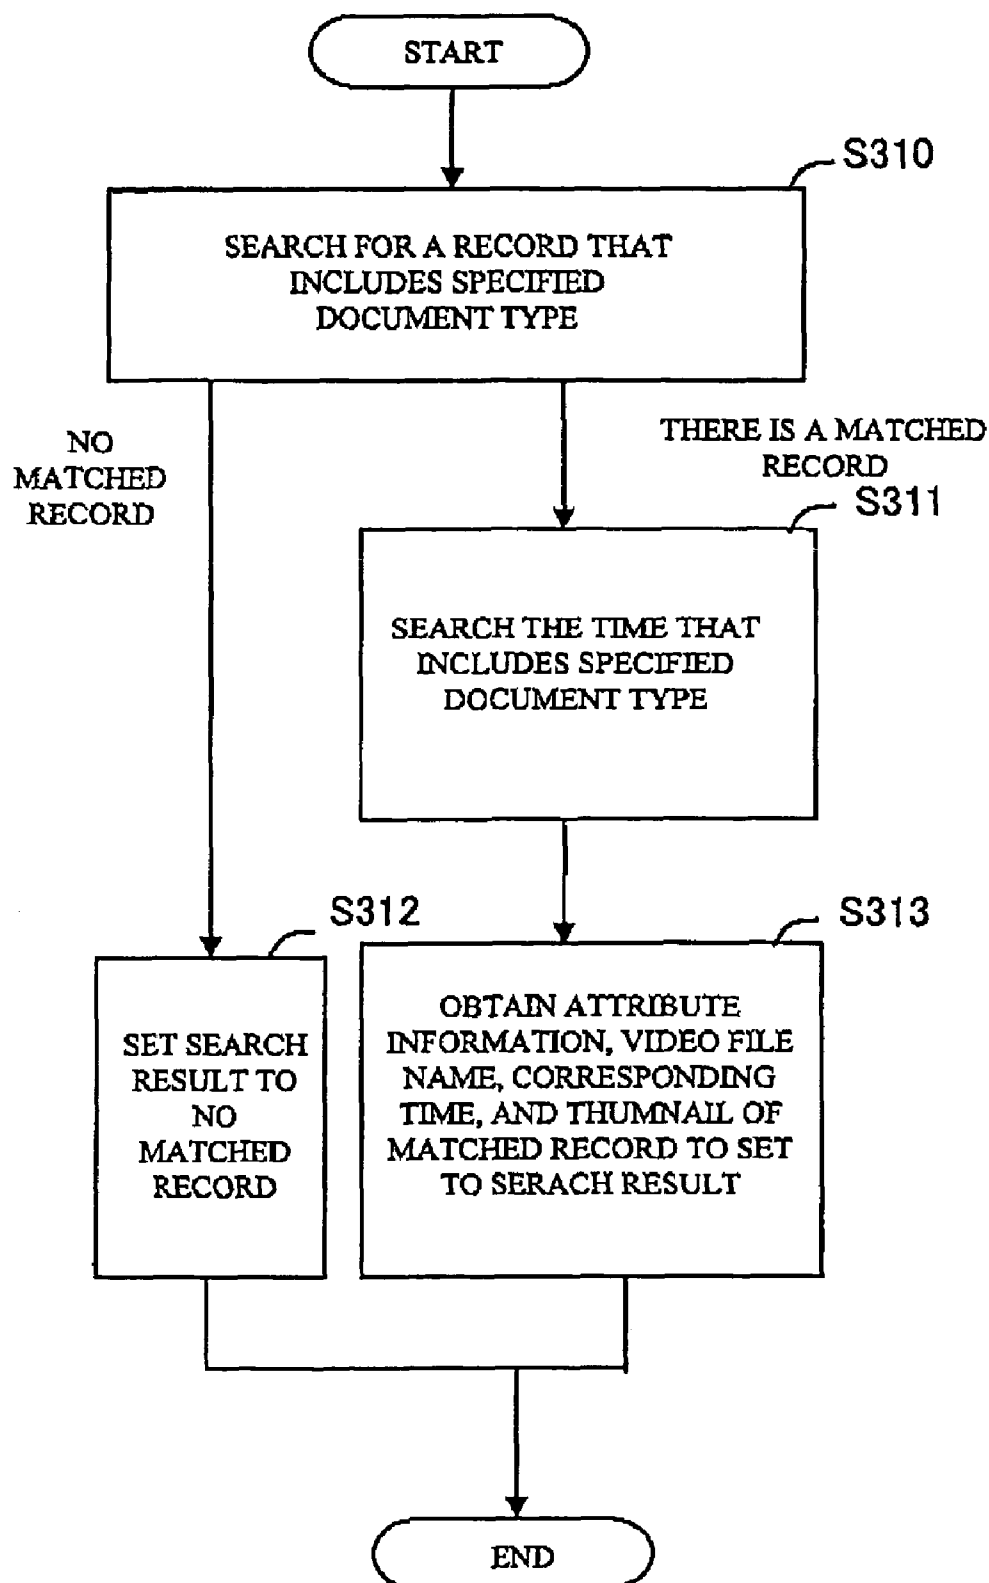 START
S310
SEARCH FOR A RECORD THAT
INCLUDES SPECIFIED
DOCUMENT TYPE
NO
MATCHED
RECORD
THERE IS A MATCHED
RECORD
S311
SEARCH THE TIME THAT
INCLUDES SPECIFIED
DOCUMENT TYPE
S312
SET SEARCH
RESULT TO
NO
MATCHED
RECORD
S313
OBTAIN ATTRIBUTE
INFORMATION, VIDEO FILE
NAME, CORRESPONDING
TIME, AND THUMNAIL OF
MATCHED RECORD TO SET
TO SERACH RESULT
END